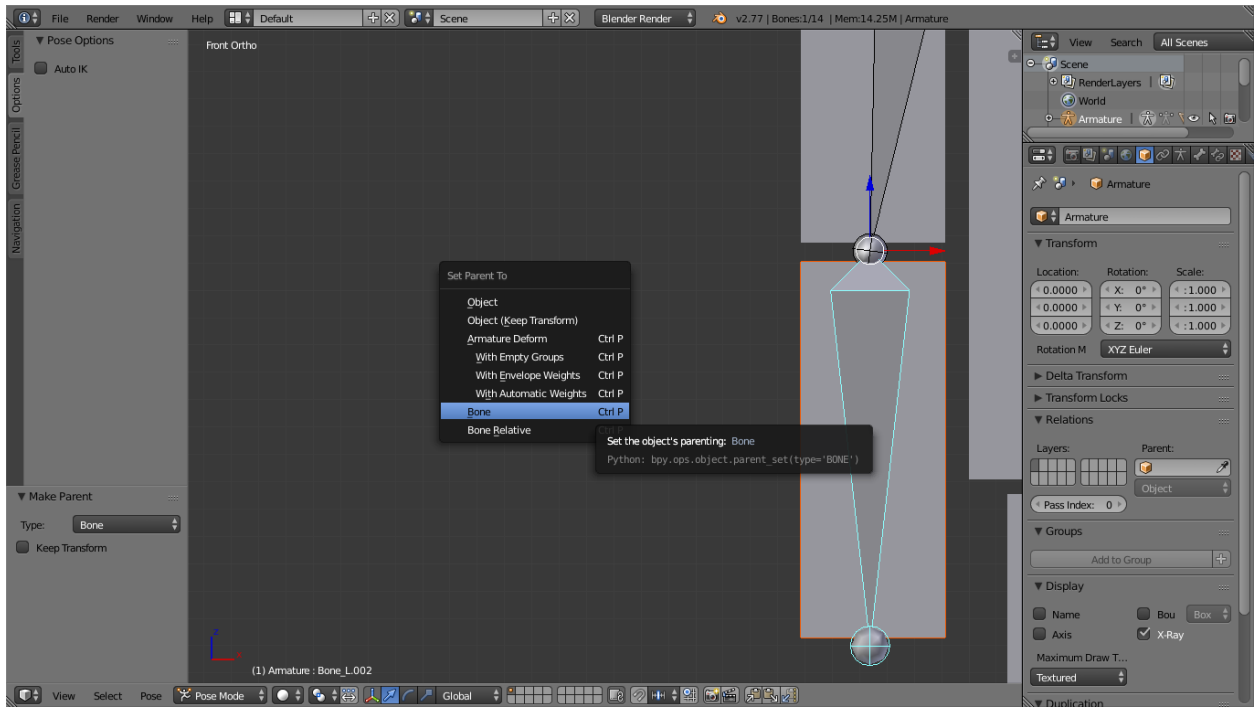 File Render Window Help Default Scene Blender Render v2.77 | Bones:1/14 | Mem:14.25M | Armature
Tools
Options
Grease Pencil
Navigation
Pose Options
Auto IK
Make Parent
Type: Bone
Keep Transform
Front Ortho
Set Parent To
Object
Object (Keep Transform)
Armature Deform Ctrl P
With Empty Groups Ctrl P
With Envelope Weights Ctrl P
With Automatic Weights Ctrl P
Bone Ctrl P
Bone Relative Ctrl P
Set the object's parenting: Bone
Python: bpy.ops.object.parent_set(type='BONE')
z
(1) Armature : Bone_L.002
View Select Pose Pose Mode Global
View Search All Scenes
Scene
RenderLayers |
World
Armature |
Armature
Armature
Transform
Location: Rotation: Scale:
0.0000 X: 0° :1.000
0.0000 Y: 0° :1.000
0.0000 Z: 0° :1.000
Rotation M XYZ Euler
Delta Transform
Transform Locks
Relations
Layers: Parent:
Object
Pass Index: 0
Groups
Add to Group
Display
Name Bou Box
Axis X-Ray
Maximum Draw T...
Textured
Duplication